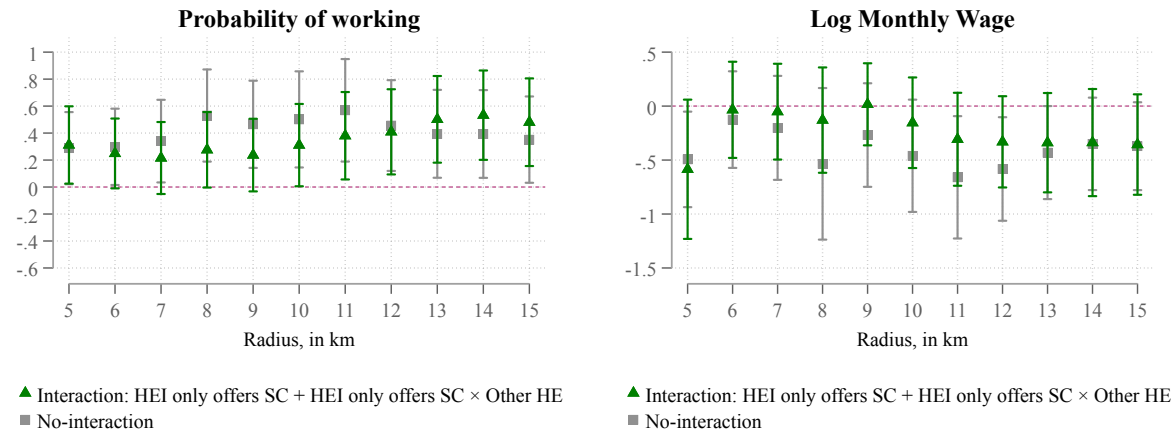 Probability of working
1
.8
.6
.4
.2
0
-.2
-.4
-.6
5 6 7 8 9 10 11 12 13 14 15
Radius, in km
Interaction: HEI only offers SC + HEI only offers SC × Other HE
No-interaction
Log Monthly Wage
.5
0
-.5
-1
-1.5
5 6 7 8 9 10 11 12 13 14 15
Radius, in km
Interaction: HEI only offers SC + HEI only offers SC × Other HE
No-interaction